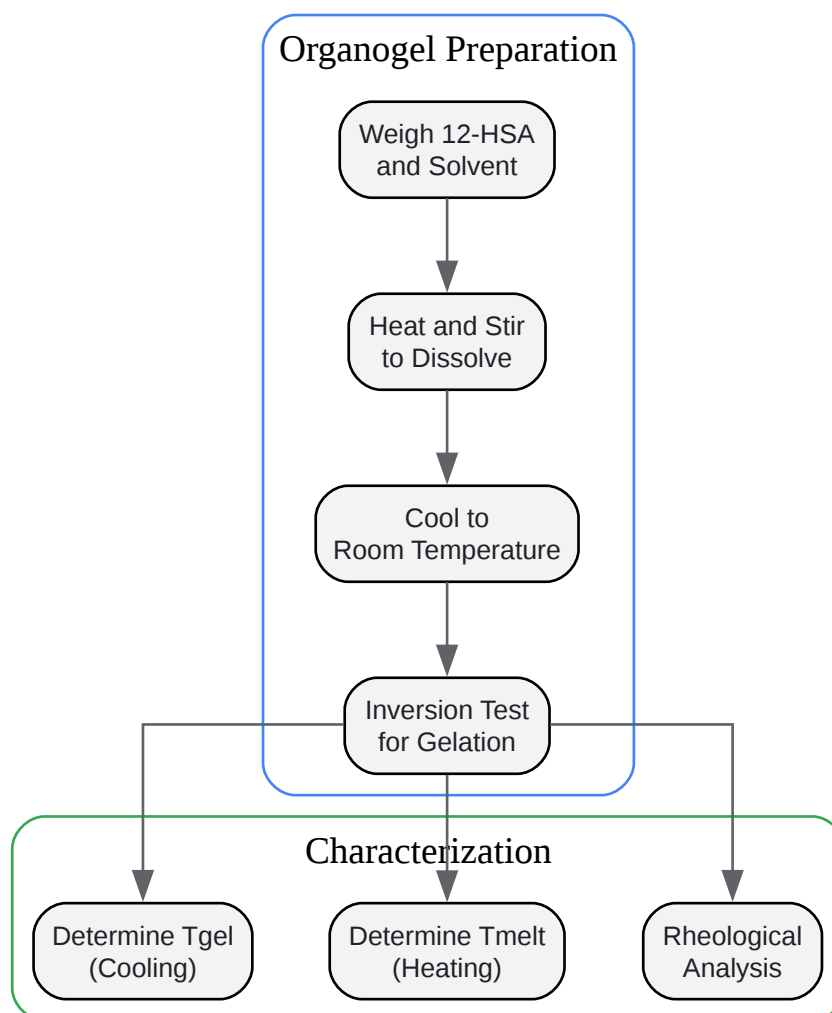 Organogel Preparation
Weigh 12-HSA
and Solvent
Heat and Stir
to Dissolve
Cool to
Room Temperature
Inversion Test
for Gelation
Characterization
Determine Tgel
(Cooling)
Determine Tmelt
(Heating)
Rheological
Analysis